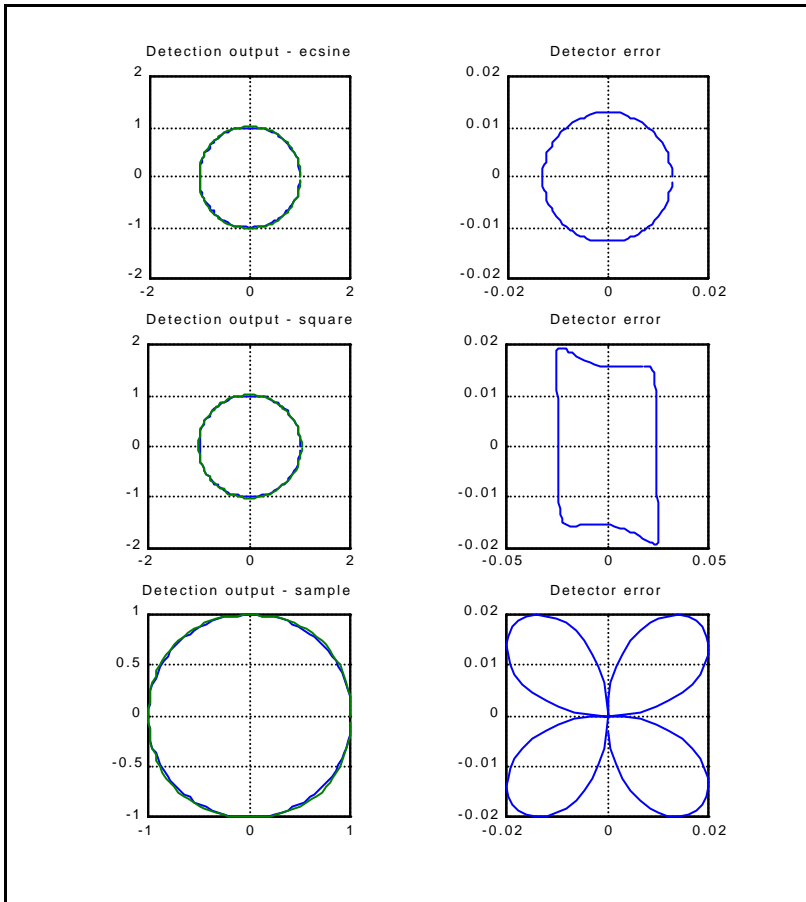 Detection output - ecsine
Detector error
2
1
0
-1
-2
-2 0 2
0.02
0.01
0
-0.01
-0.02
-0.02 0 0.02
Detection output - square
Detector error
2
1
0
-1
-2
-2 0 2
0.02
0.01
0
-0.01
-0.02
-0.05 0 0.05
Detection output - sample
Detector error
1
0.5
0
-0.5
-1
-1 0 1
0.02
0.01
0
-0.01
-0.02
-0.02 0 0.02